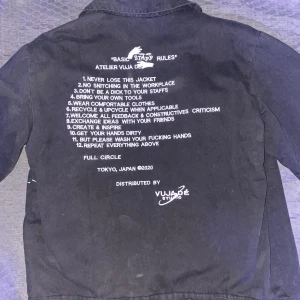 "BASIC STAFF RULES"
ATELIER VUJA DE
1.NEVER LOSE THIS JACKET
2.NO SNITCHING IN THE WORKPLACE
3.DON'T BE A DICK TO YOUR STAFFS
4.BRING YOUR OWN TOOLS
5.WEAR COMFORTABLE CLOTHES
6.RECYCLE & UPCYCLE WHEN APPLICABLE
7.WELCOME ALL FEEDBACK & CONSTRUCTIVES CRITICISM
8.EXCHANGE IDEAS WITH YOUR FRIENDS
9.CREATE & INSPIRE
10.GET YOUR HANDS DIRTY
11.BUT PLEASE WASH YOUR FUCKING HANDS
12.REPEAT EVERYTHING ABOVE
FULL CIRCLE
TOKYO, JAPAN ©2020
DISTRIBUTED BY
VUJA DÉ
STUDIO